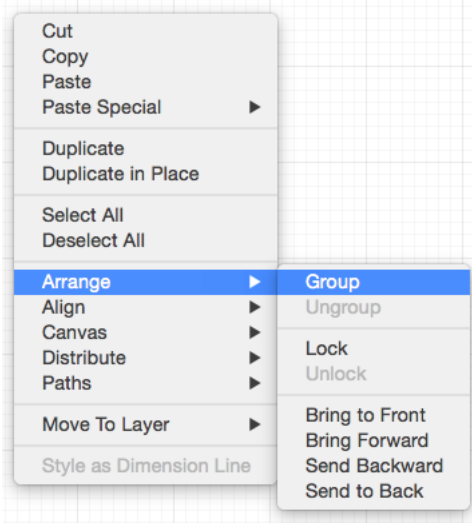 Cut
Copy
Paste
Paste Special
Duplicate
Duplicate in Place
Select All
Deselect All
Arrange
Align
Canvas
Distribute
Paths
Move To Layer
Style as Dimension Line
Group
Ungroup
Lock
Unlock
Bring to Front
Bring Forward
Send Backward
Send to Back